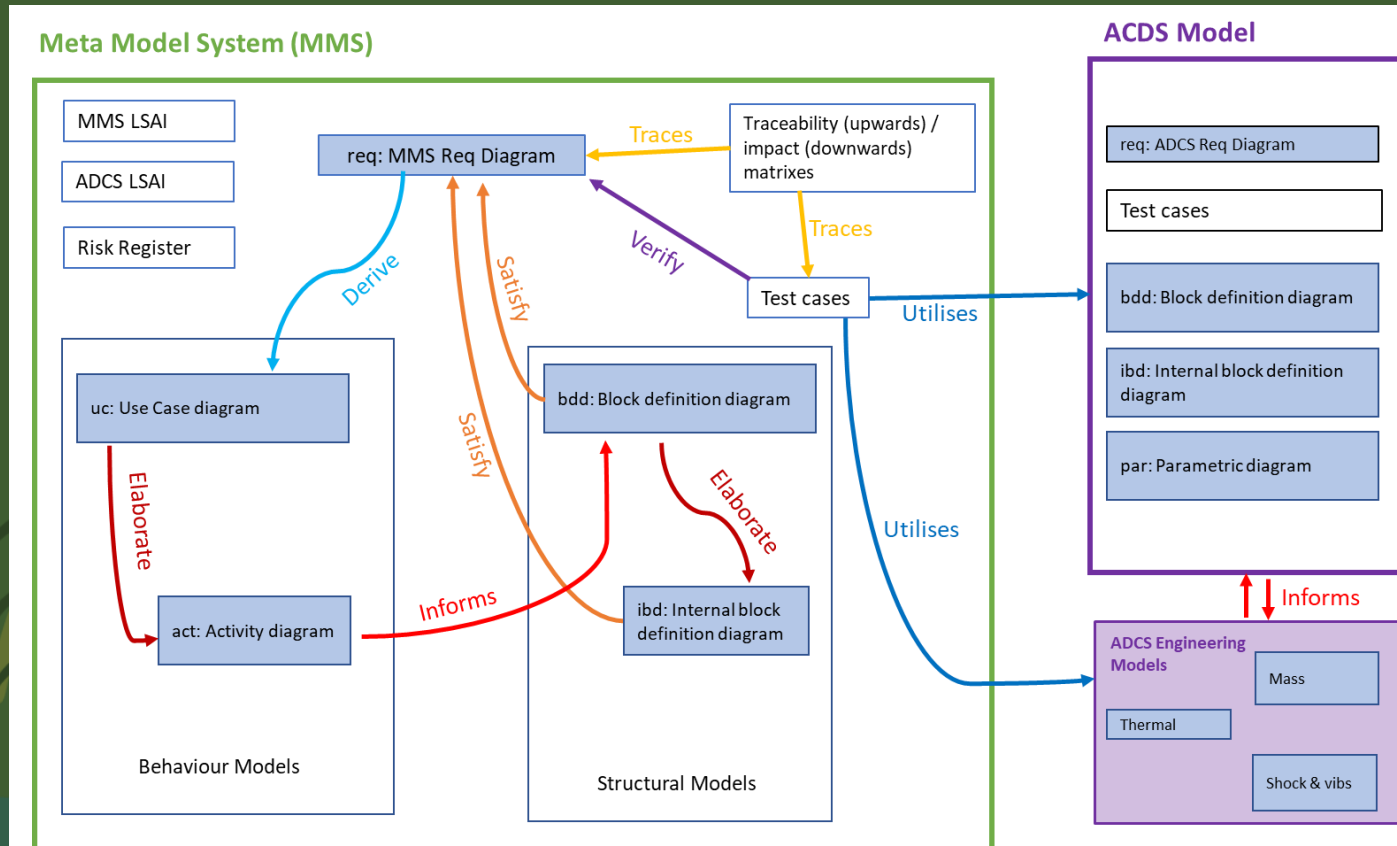 Meta Model System (MMS)
ACDS Model
MMS LSAI
ADCS LSAI
Risk Register
req: MMS Req Diagram
Traces
Traceability (upwards) /
impact (downwards)
matrixes
Traces
Verify
Derive
Satisfy
Satisfy
Test cases
Utilises
Utilises
uc: Use Case diagram
Elaborate
act: Activity diagram
Informs
Behaviour Models
bdd: Block definition diagram
Elaborate
ibd: Internal block
definition diagram
Structural Models
req: ADCS Req Diagram
Test cases
bdd: Block definition diagram
ibd: Internal block definition
diagram
par: Parametric diagram
Informs
ADCS Engineering
Models
Mass
Thermal
Shock & vibs